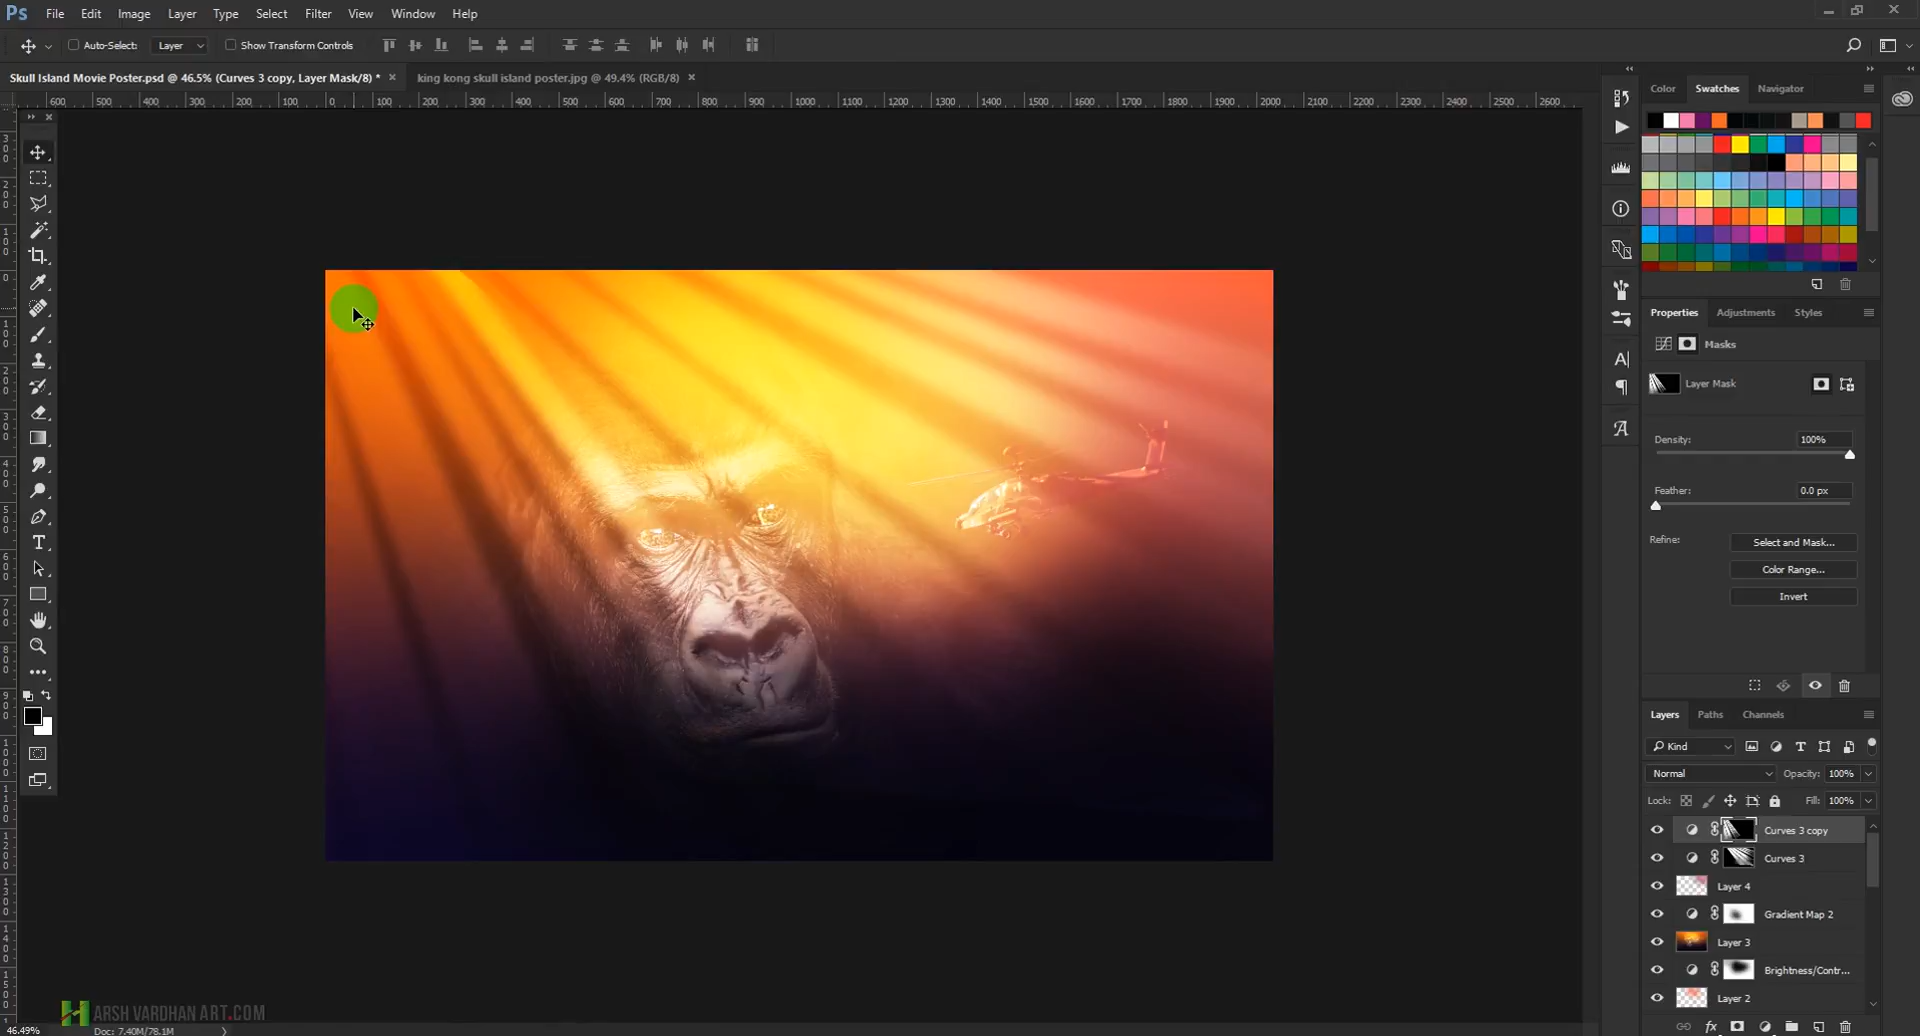 Ps File Edit Image Layer Type Select Filter View Window Help
Auto-Select: Layer Show Transform Controls
Skull Island Movie Poster.psd @ 46.5% (Curves 3 copy, Layer Mask/8) * × king kong skull island poster.jpg @ 49.4% (RGB/8) ×
600 500 400 300 200 100 0 100 200 300 400 500 600 700 800 900 1000 1100 1200 1300 1400 1500 1600 1700 1800 1900 2000 2100 2200 2300 2400 2500 2600
Color Swatches Navigator
Properties Adjustments Styles
Masks
Layer Mask
Density: 100%
Feather: 0.0 px
Refine: Select and Mask...
Color Range...
Invert
Layers Paths Channels
Kind
Normal Opacity: 100%
Lock: Fill: 100%
Curves 3 copy
Curves 3
Layer 4
Gradient Map 2
Layer 3
Brightness/Contr...
Layer 2
HARSH VARDHAN ART.COM
46.49% Doc: 7.40M/78.1M